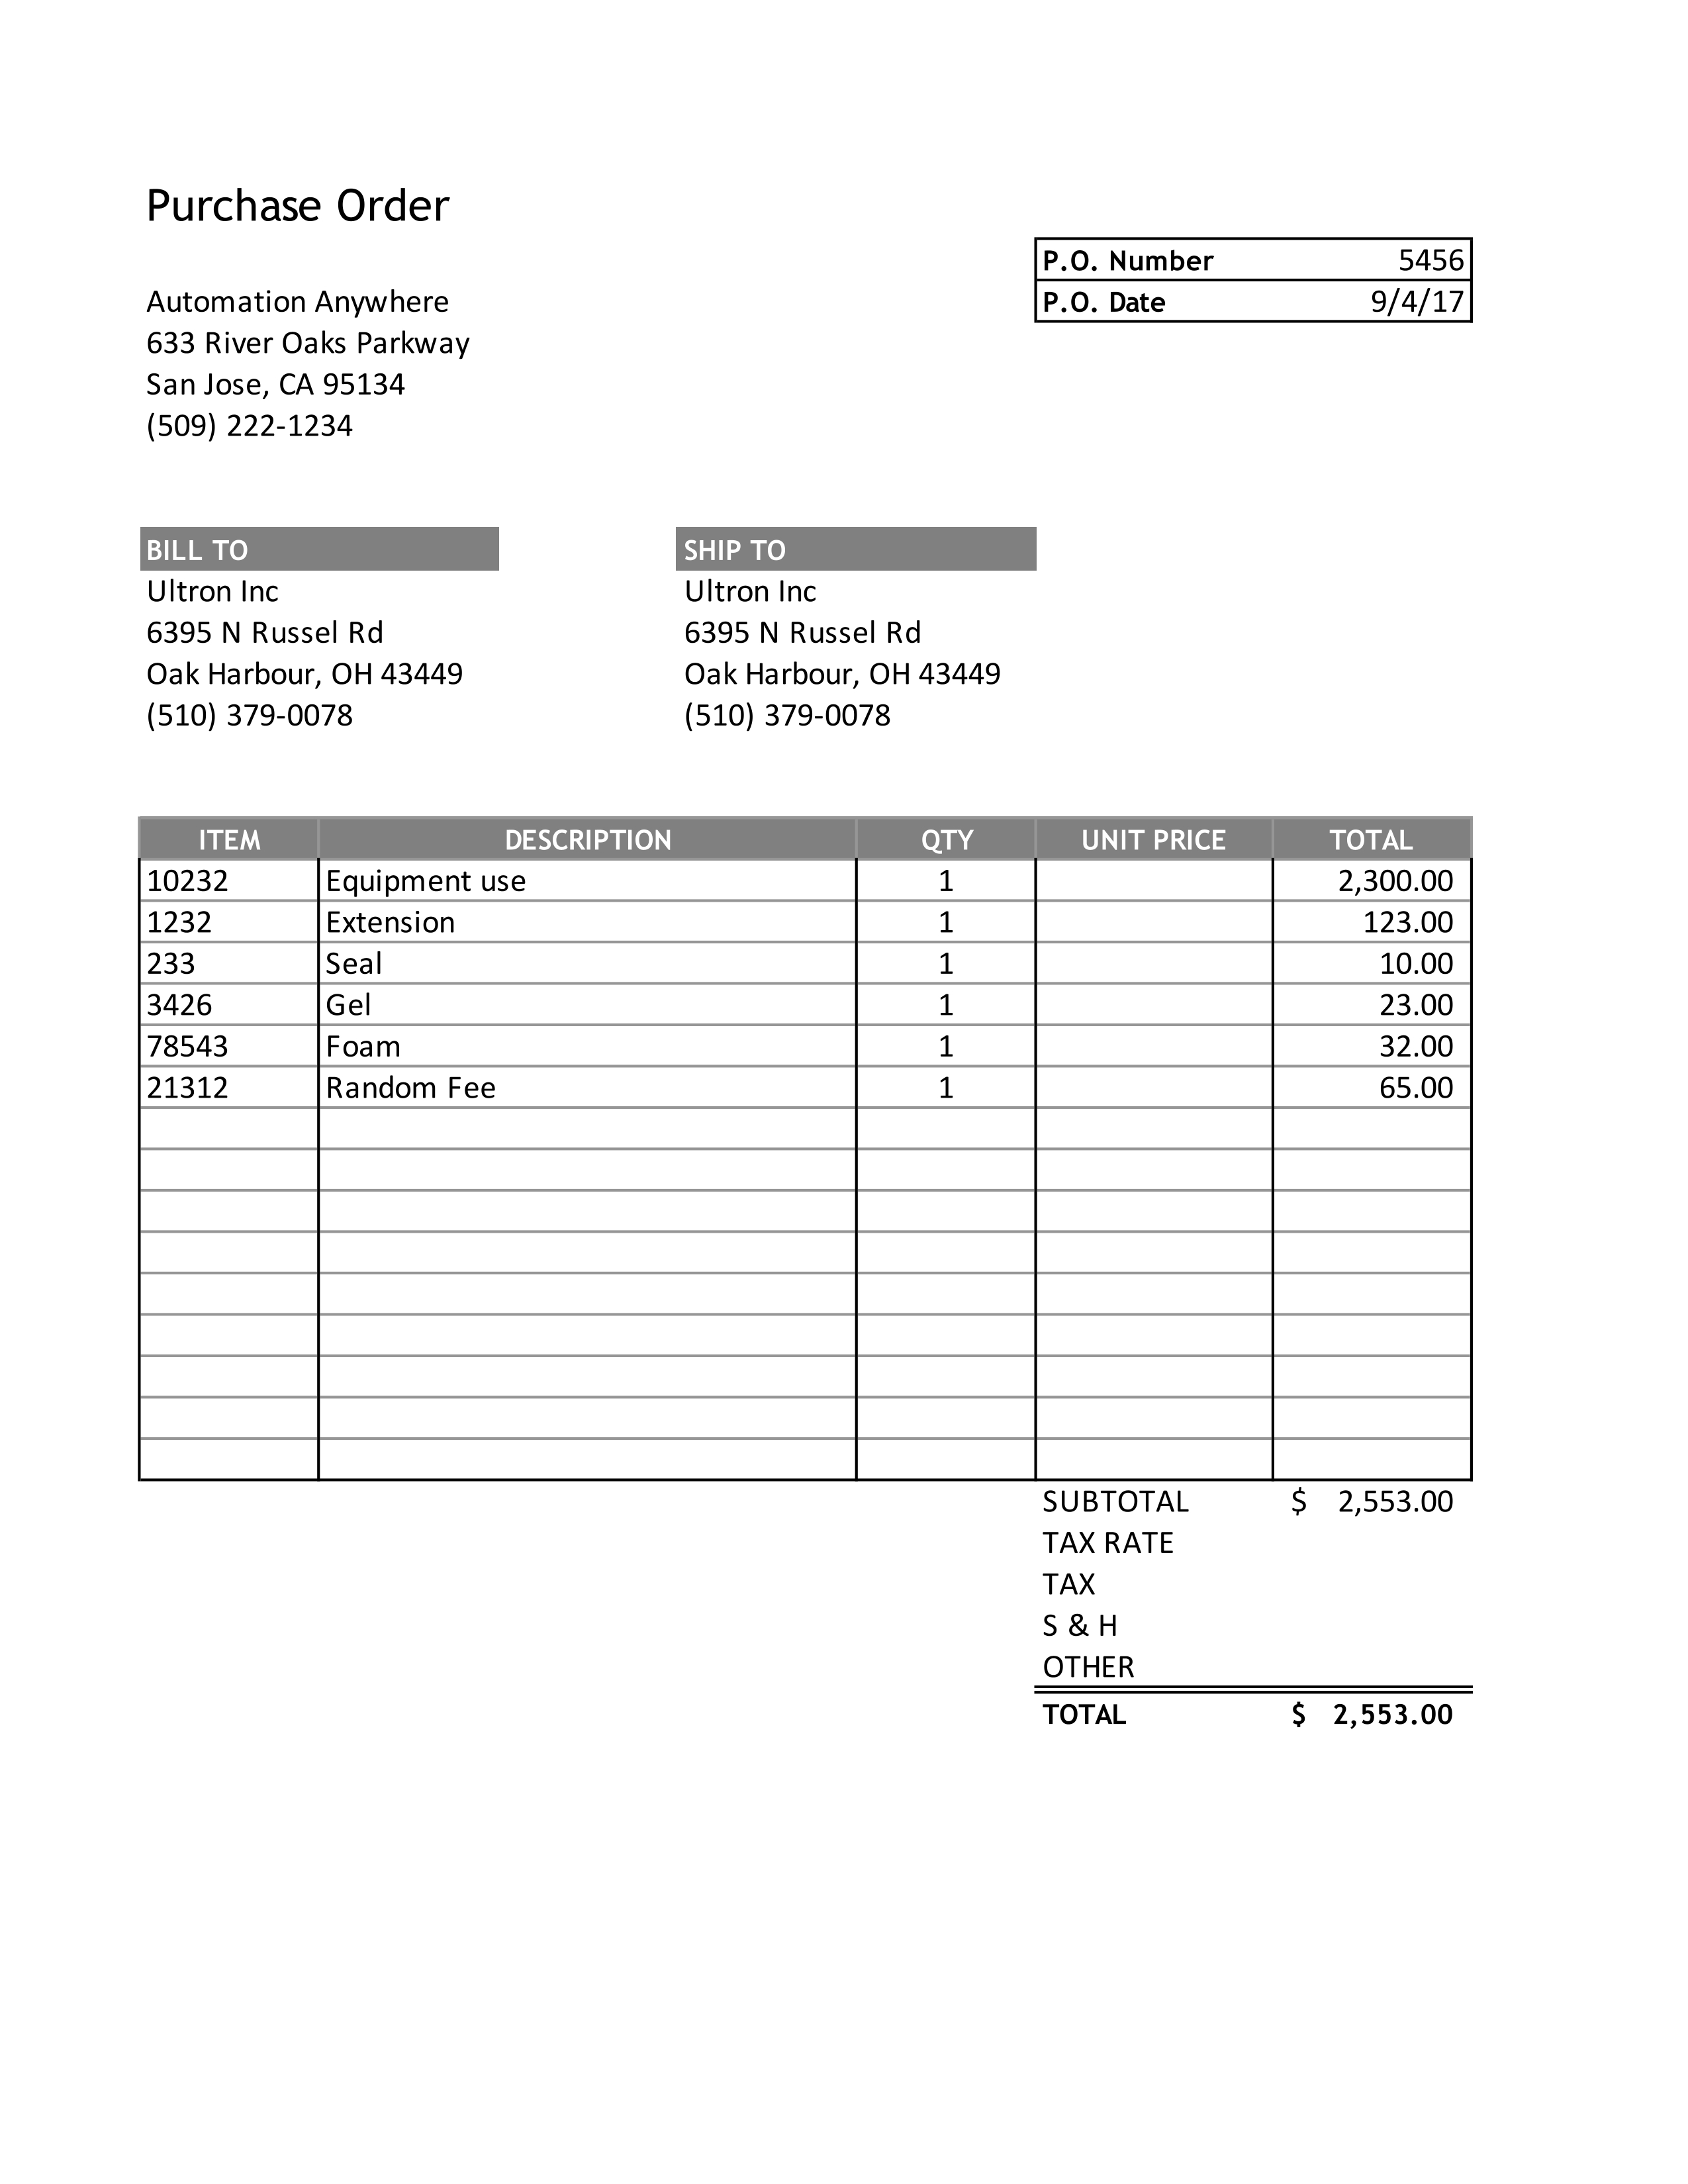 Purchase Order
P.O. Number 5456
P.O. Date 9/4/17
Automation Anywhere
633 River Oaks Parkway
San Jose, CA 95134
(509) 222-1234
BILL TO SHIP TO
Ultron Inc Ultron Inc
6395 N Russel Rd 6395 N Russel Rd
Oak Harbour, OH 43449 Oak Harbour, OH 43449
(510) 379-0078 (510) 379-0078
ITEM DESCRIPTION QTY UNIT PRICE TOTAL
10232 Equipment use 1 2,300.00
1232 Extension 1 123.00
233 Seal 1 10.00
3426 Gel 1 23.00
78543 Foam 1 32.00
21312 Random Fee 1 65.00
SUBTOTAL $ 2,553.00
TAX RATE
TAX
S & H
OTHER
TOTAL $ 2,553.00